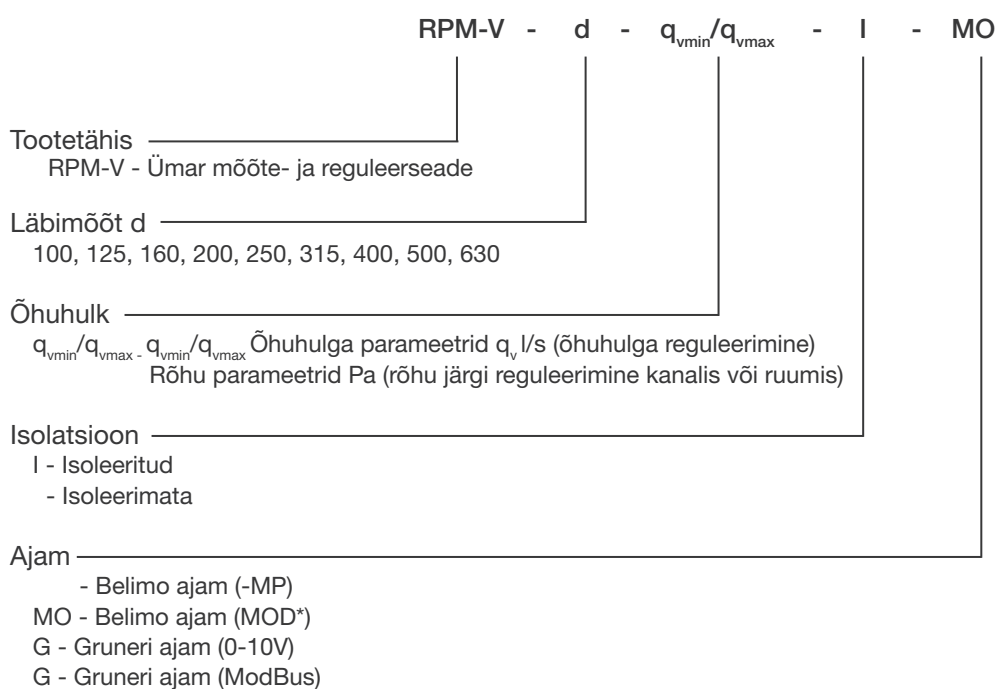 RPM-V - d - qvmin/qvmax - I - MO
Tootetähis
RPM-V - Ümar mõõte- ja reguleerseade
Läbimõõt d
100, 125, 160, 200, 250, 315, 400, 500, 630
Õhuhulk
qvmin/qvmax - qvmin/qvmax Õhuhulga parameetrid qv l/s (õhuhulga reguleerimine)
Rõhu parameetrid Pa (rõhu järgi reguleerimine kanalis või ruumis)
Isolatsioon
I - Isoleeritud
- Isoleerimata
Ajam
- Belimo ajam (-MP)
MO - Belimo ajam (MOD*)
G - Gruneri ajam (0-10V)
G - Gruneri ajam (ModBus)